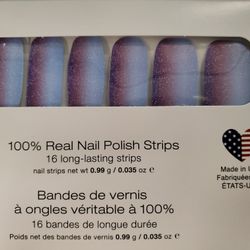 100% Real Nail Polish Strips
16 long-lasting strips
nail strips net wt 0.99 g / 0.035 oz ℮
Made in
Fabriquées
ÉTATS-U
Bandes de vernis
à ongles véritable à 100%
16 bandes de longue durée
Poids net des bandes de vernis 0.99 g / 0.035 oz ℮